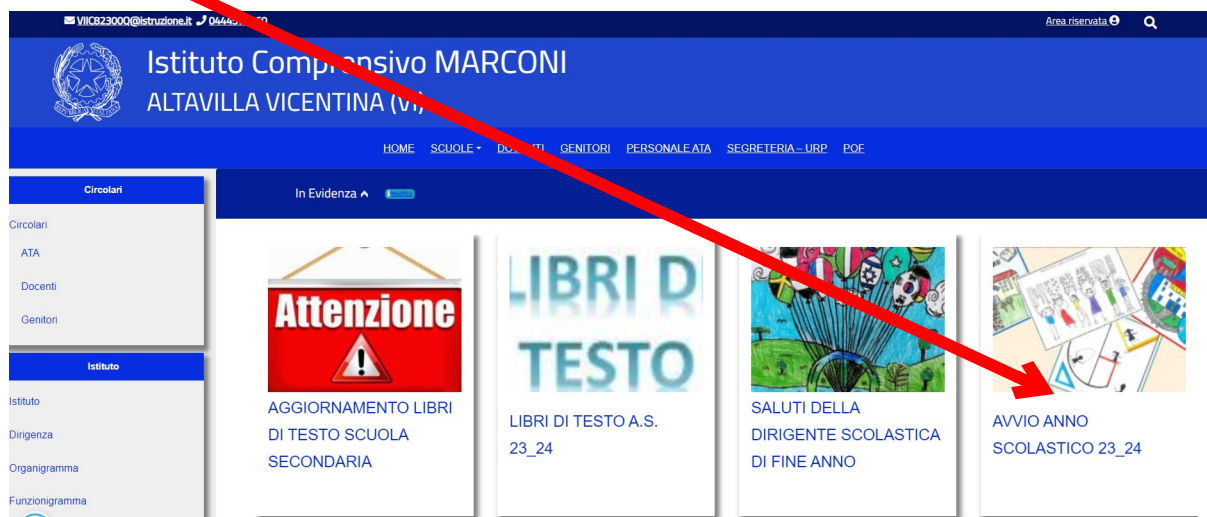 VIIC82300Q@istruzione.it
Area riservata
Istituto Comprensivo MARCONI
ALTAVILLA VICENTINA (VI)
HOME SCUOLE GENITORI PERSONALE ATA SEGRETERIA – URP POF
Circolari
In Evidenza Modifica
Circolari
ATA
Docenti
Genitori
Istituto
Istituto
Dirigenza
Organigramma
Funzionigramma
Attenzione
AGGIORNAMENTO LIBRI
DI TESTO SCUOLA
SECONDARIA
LIBRI D
TESTO
LIBRI DI TESTO A.S.
23_24
SALUTI DELLA
DIRIGENTE SCOLASTICA
DI FINE ANNO
AVVIO ANNO
SCOLASTICO 23_24